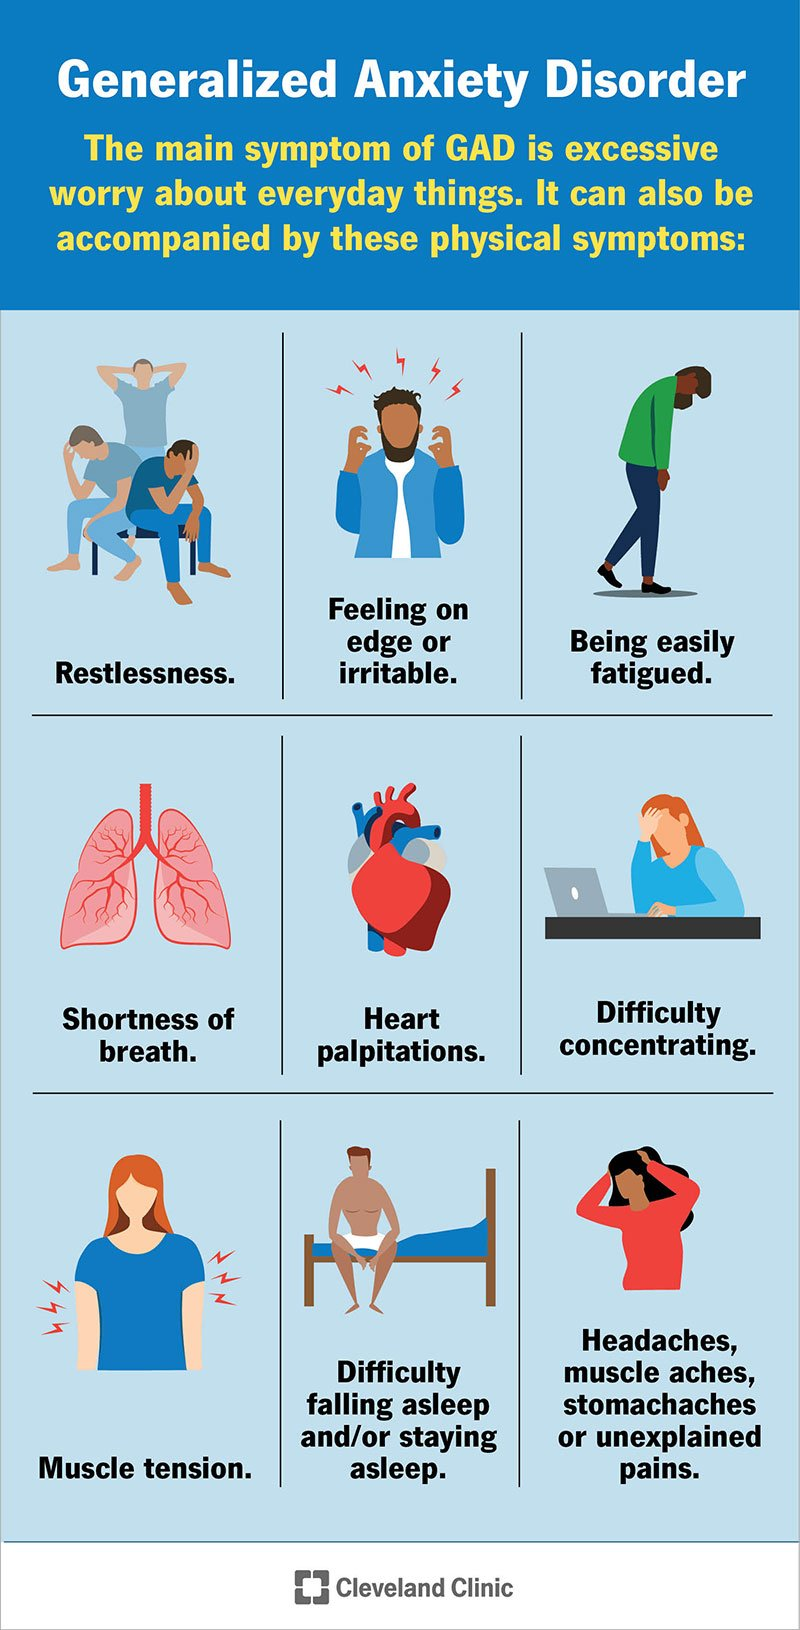 Generalized Anxiety Disorder
The main symptom of GAD is excessive
worry about everyday things. It can also be
accompanied by these physical symptoms:
Restlessness.
Feeling on
edge or
irritable.
Being easily
fatigued.
Shortness of
breath.
Heart
palpitations.
Difficulty
concentrating.
Muscle tension.
Difficulty
falling asleep
and/or staying
asleep.
Headaches,
muscle aches,
stomachaches
or unexplained
pains.
Cleveland Clinic